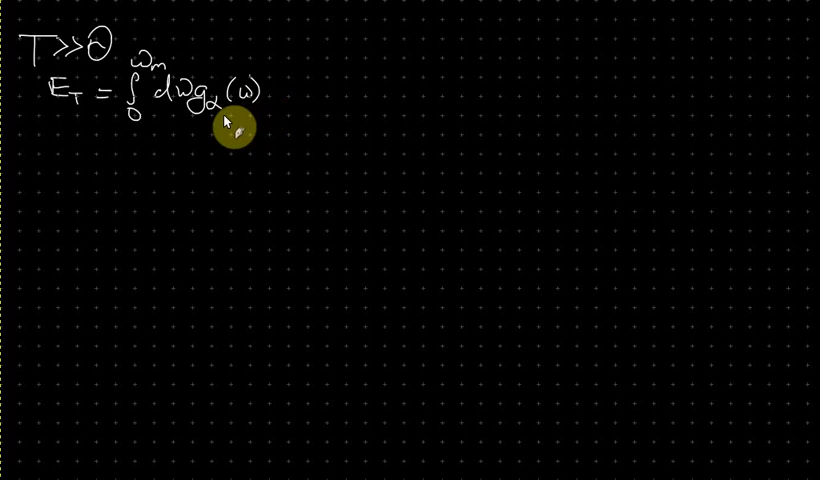 T >> Θ
E_T = ∫_0^{ω_m} dω g_α(ω)